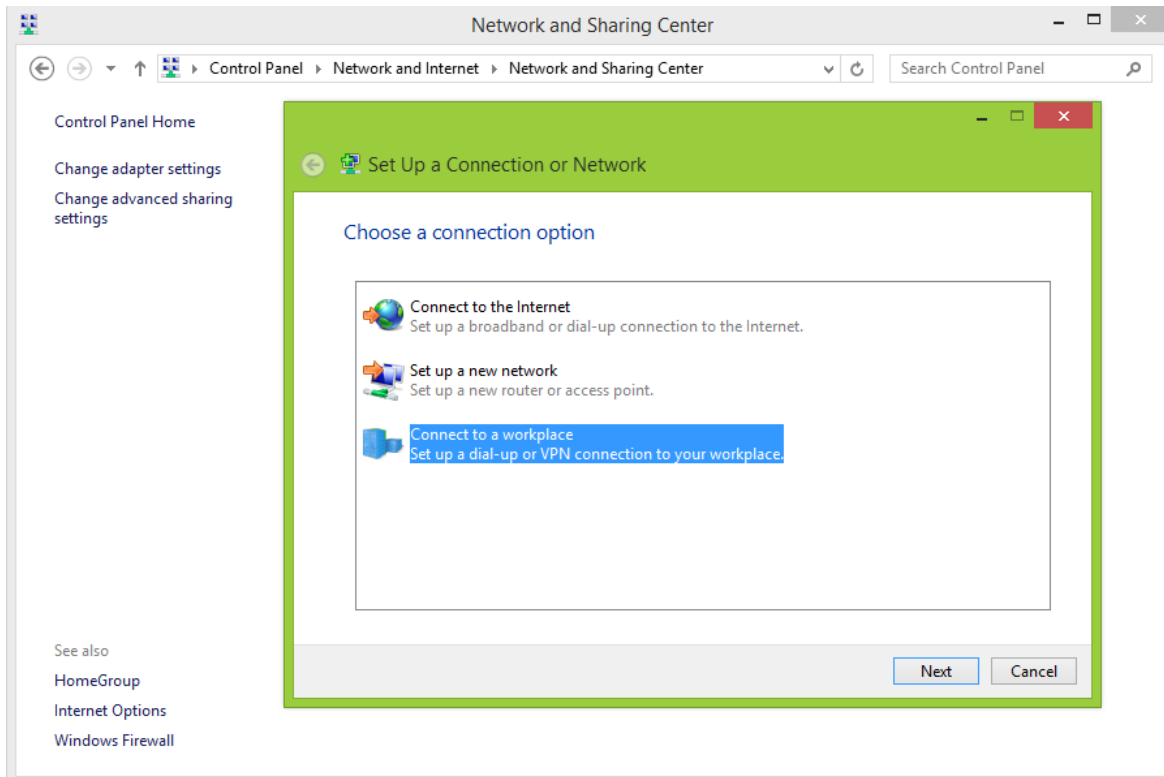 Network and Sharing Center
Control Panel Network and Internet Network and Sharing Center
Search Control Panel
Control Panel Home
Change adapter settings
Change advanced sharing
settings
Set Up a Connection or Network
Choose a connection option
Connect to the Internet
Set up a broadband or dial-up connection to the Internet.
Set up a new network
Set up a new router or access point.
Connect to a workplace
Set up a dial-up or VPN connection to your workplace.
Next Cancel
See also
HomeGroup
Internet Options
Windows Firewall